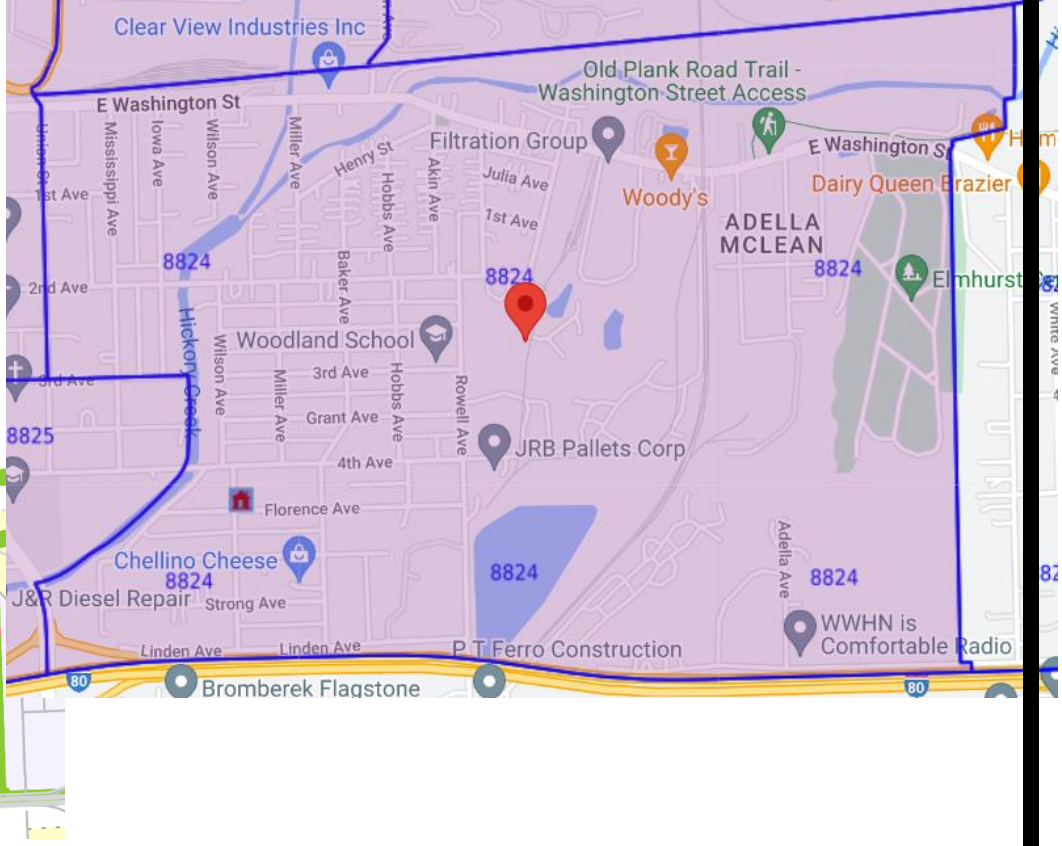 Clear View Industries Inc
Old Plank Road Trail -
Washington Street Access
E Washington St
Union St
Mississippi Ave
Iowa Ave
Wilson Ave
Miller Ave
Henry St
Filtration Group
Woody's
E Washington S
Hom
Dairy Queen Brazier
Akin Ave
Hobbs Ave
Julia Ave
1st Ave
1st Ave
ADELLA
MCLEAN
8824
8824
8824
Elmhurst Ce
82
2nd Ave
Baker Ave
Hickory Creek
Woodland School
White Ave
Wilson Ave
Miller Ave
3rd Ave
3rd Ave
Hobbs Ave
Rowell Ave
Grant Ave
8825
JRB Pallets Corp
4th Ave
Florence Ave
Chellino Cheese
8824
8824
Adella Ave
8824
82
J&R Diesel Repair
Strong Ave
WWHN is
Comfortable Radio
Linden Ave
Linden Ave
P T Ferro Construction
80
Bromberek Flagstone
80